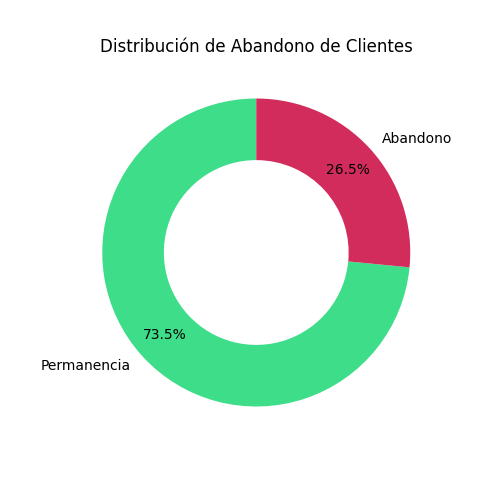 Distribución de Abandono de Clientes
Abandono
26.5%
73.5%
Permanencia